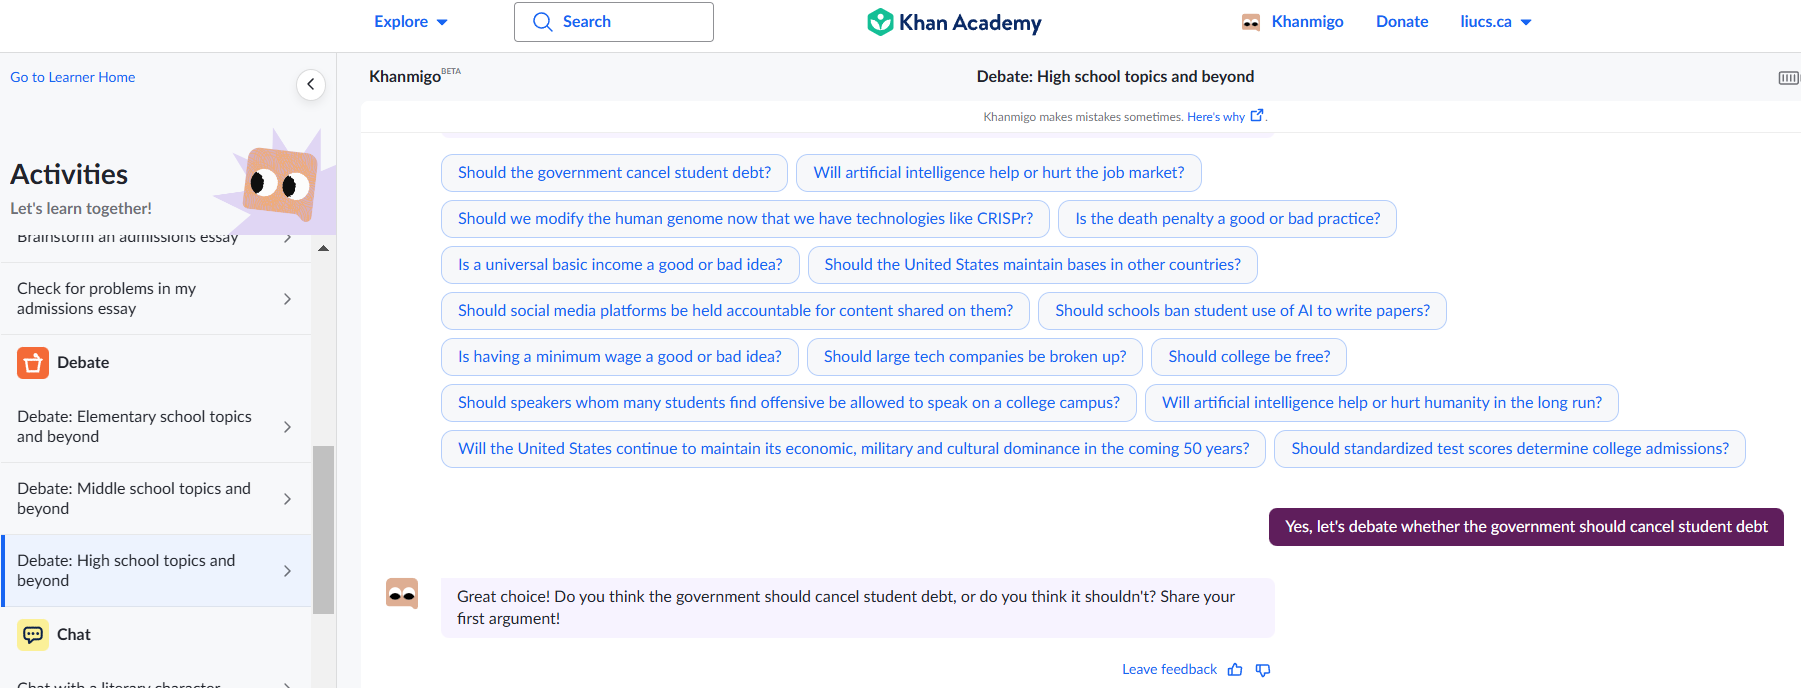 Explore
Search
Khan Academy
Khanmigo
Donate
liucs.ca
Go to Learner Home
Activities
Let's learn together!
Brainstorm an admissions essay
Check for problems in my
admissions essay
Debate
Debate: Elementary school topics
and beyond
Debate: Middle school topics and
beyond
Debate: High school topics and
beyond
Chat
Chat with a literary character
Khanmigo BETA
Debate: High school topics and beyond
Khanmigo makes mistakes sometimes. Here's why .
Should the government cancel student debt?
Will artificial intelligence help or hurt the job market?
Should we modify the human genome now that we have technologies like CRISPr?
Is the death penalty a good or bad practice?
Is a universal basic income a good or bad idea?
Should the United States maintain bases in other countries?
Should social media platforms be held accountable for content shared on them?
Should schools ban student use of AI to write papers?
Is having a minimum wage a good or bad idea?
Should large tech companies be broken up?
Should college be free?
Should speakers whom many students find offensive be allowed to speak on a college campus?
Will artificial intelligence help or hurt humanity in the long run?
Will the United States continue to maintain its economic, military and cultural dominance in the coming 50 years?
Should standardized test scores determine college admissions?
Yes, let's debate whether the government should cancel student debt
Great choice! Do you think the government should cancel student debt, or do you think it shouldn't? Share your
first argument!
Leave feedback